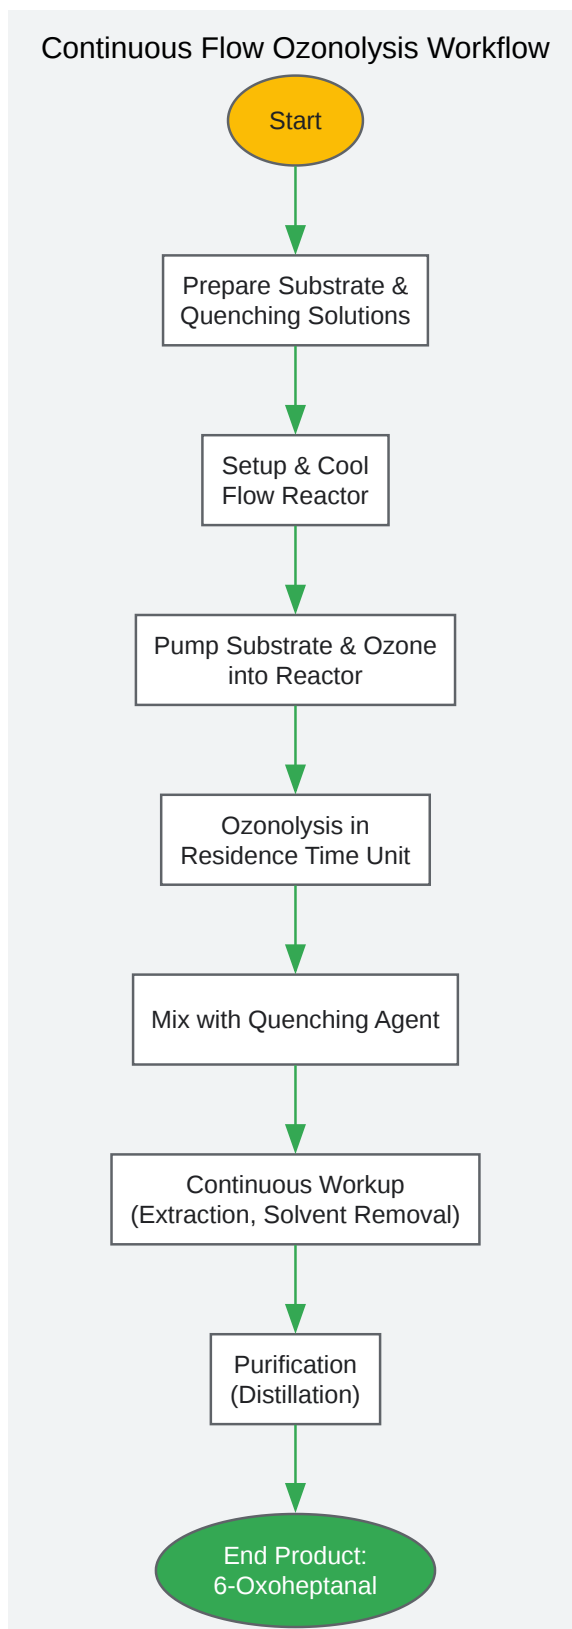 Continuous Flow Ozonolysis Workflow
Start
Prepare Substrate &
Quenching Solutions
Setup & Cool
Flow Reactor
Pump Substrate & Ozone
into Reactor
Ozonolysis in
Residence Time Unit
Mix with Quenching Agent
Continuous Workup
(Extraction, Solvent Removal)
Purification
(Distillation)
End Product:
6-Oxoheptanal